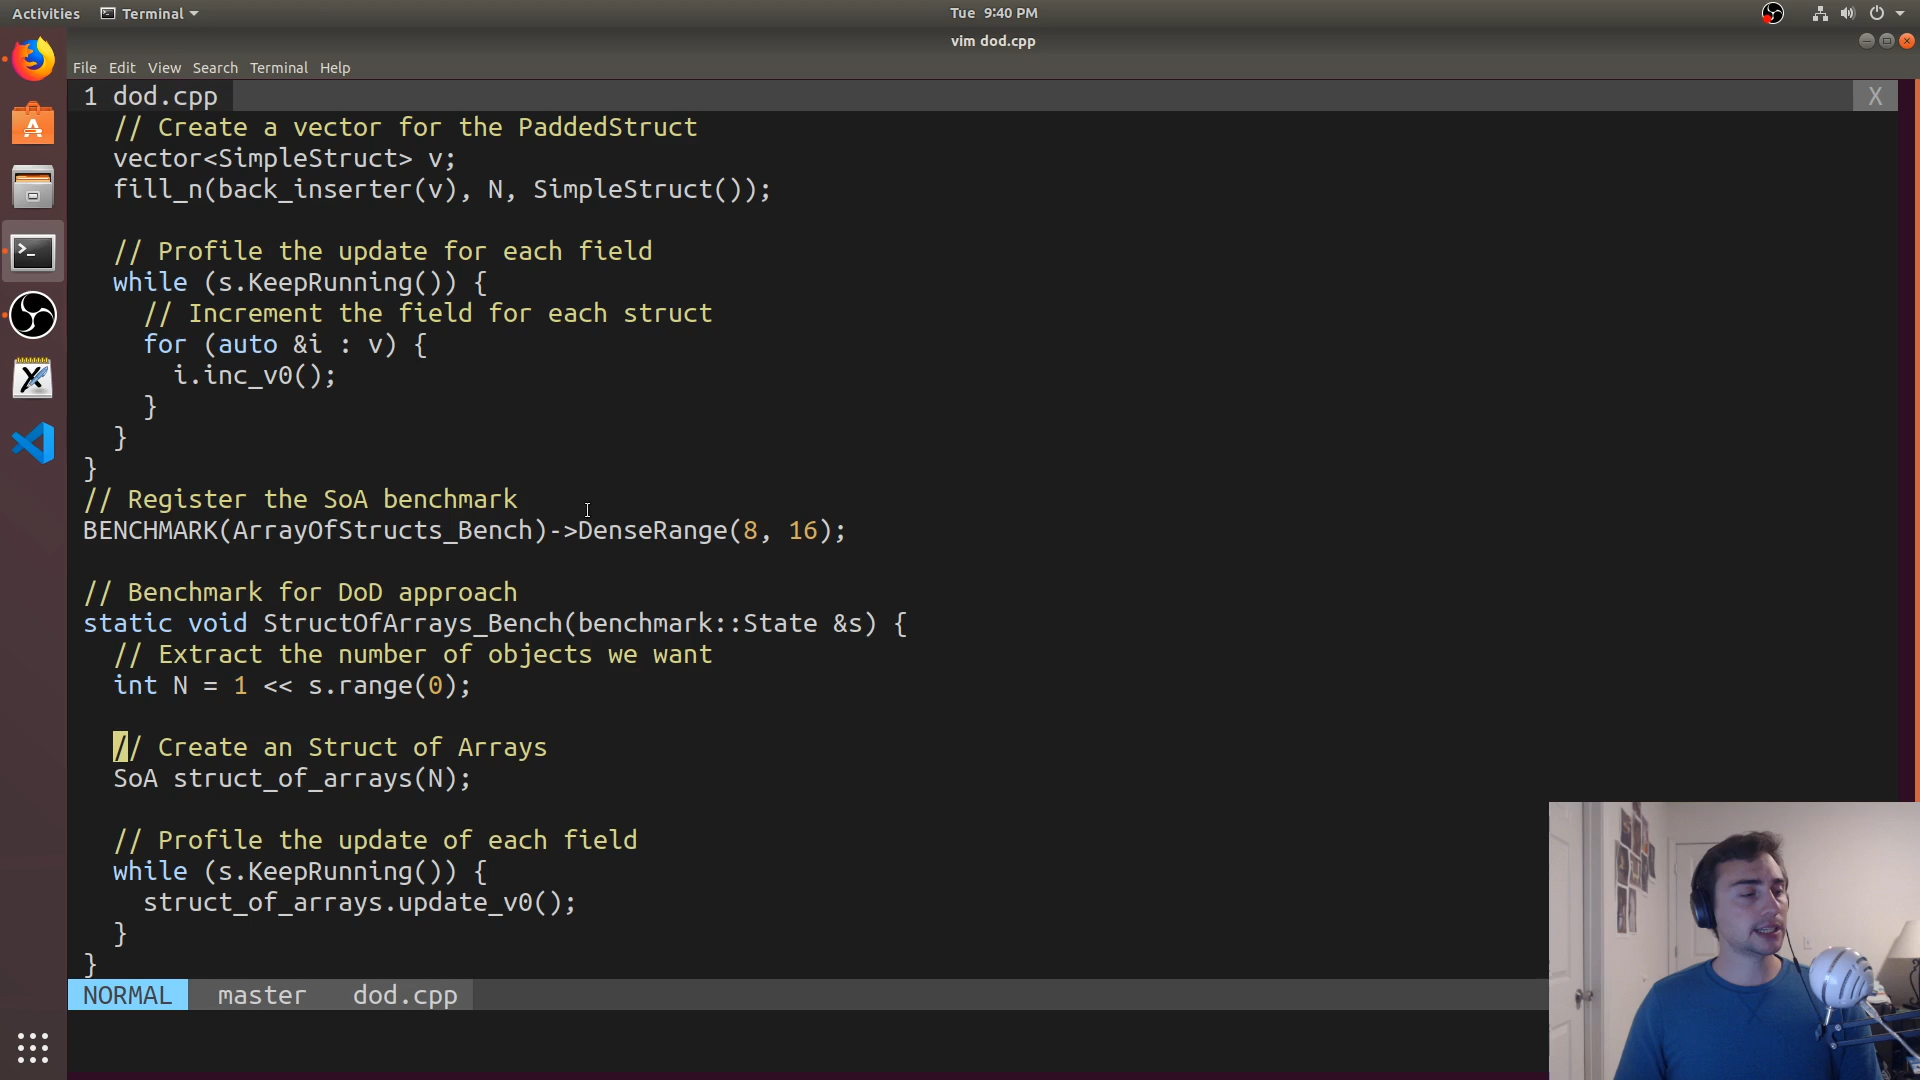 Activities
Terminal
Tue 9:40 PM
vim dod.cpp
File Edit View Search Terminal Help
1 dod.cpp X
// Create a vector for the PaddedStruct
vector<SimpleStruct> v;
fill_n(back_inserter(v), N, SimpleStruct());
// Profile the update for each field
while (s.KeepRunning()) {
// Increment the field for each struct
for (auto &i : v) {
i.inc_v0();
}
}
}
// Register the SoA benchmark
BENCHMARK(ArrayOfStructs_Bench)->DenseRange(8, 16);
// Benchmark for DoD approach
static void StructOfArrays_Bench(benchmark::State &s) {
// Extract the number of objects we want
int N = 1 << s.range(0);
// Create an Struct of Arrays
SoA struct_of_arrays(N);
// Profile the update of each field
while (s.KeepRunning()) {
struct_of_arrays.update_v0();
}
}
NORMAL master dod.cpp